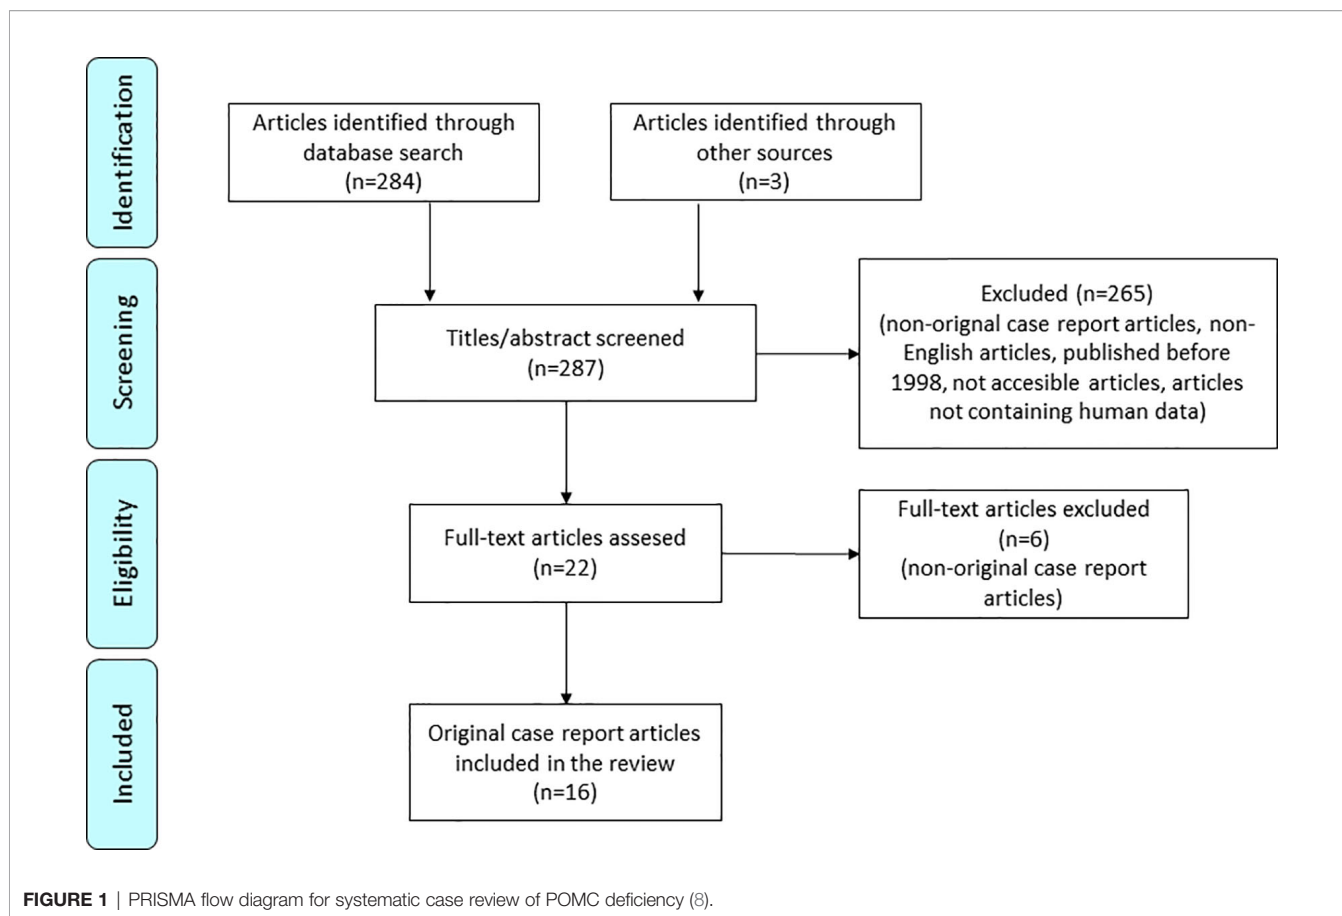 Identification
Articles identified through
database search
(n=284)
Articles identified through
other sources
(n=3)
Screening
Titles/abstract screened
(n=287)
Excluded (n=265)
(non-orignal case report articles, non-
English articles, published before
1998, not accesible articles, articles
not containing human data)
Eligibility
Full-text articles assesed
(n=22)
Full-text articles excluded
(n=6)
(non-original case report
articles)
Included
Original case report articles
included in the review
(n=16)
FIGURE 1 | PRISMA flow diagram for systematic case review of POMC deficiency (8).